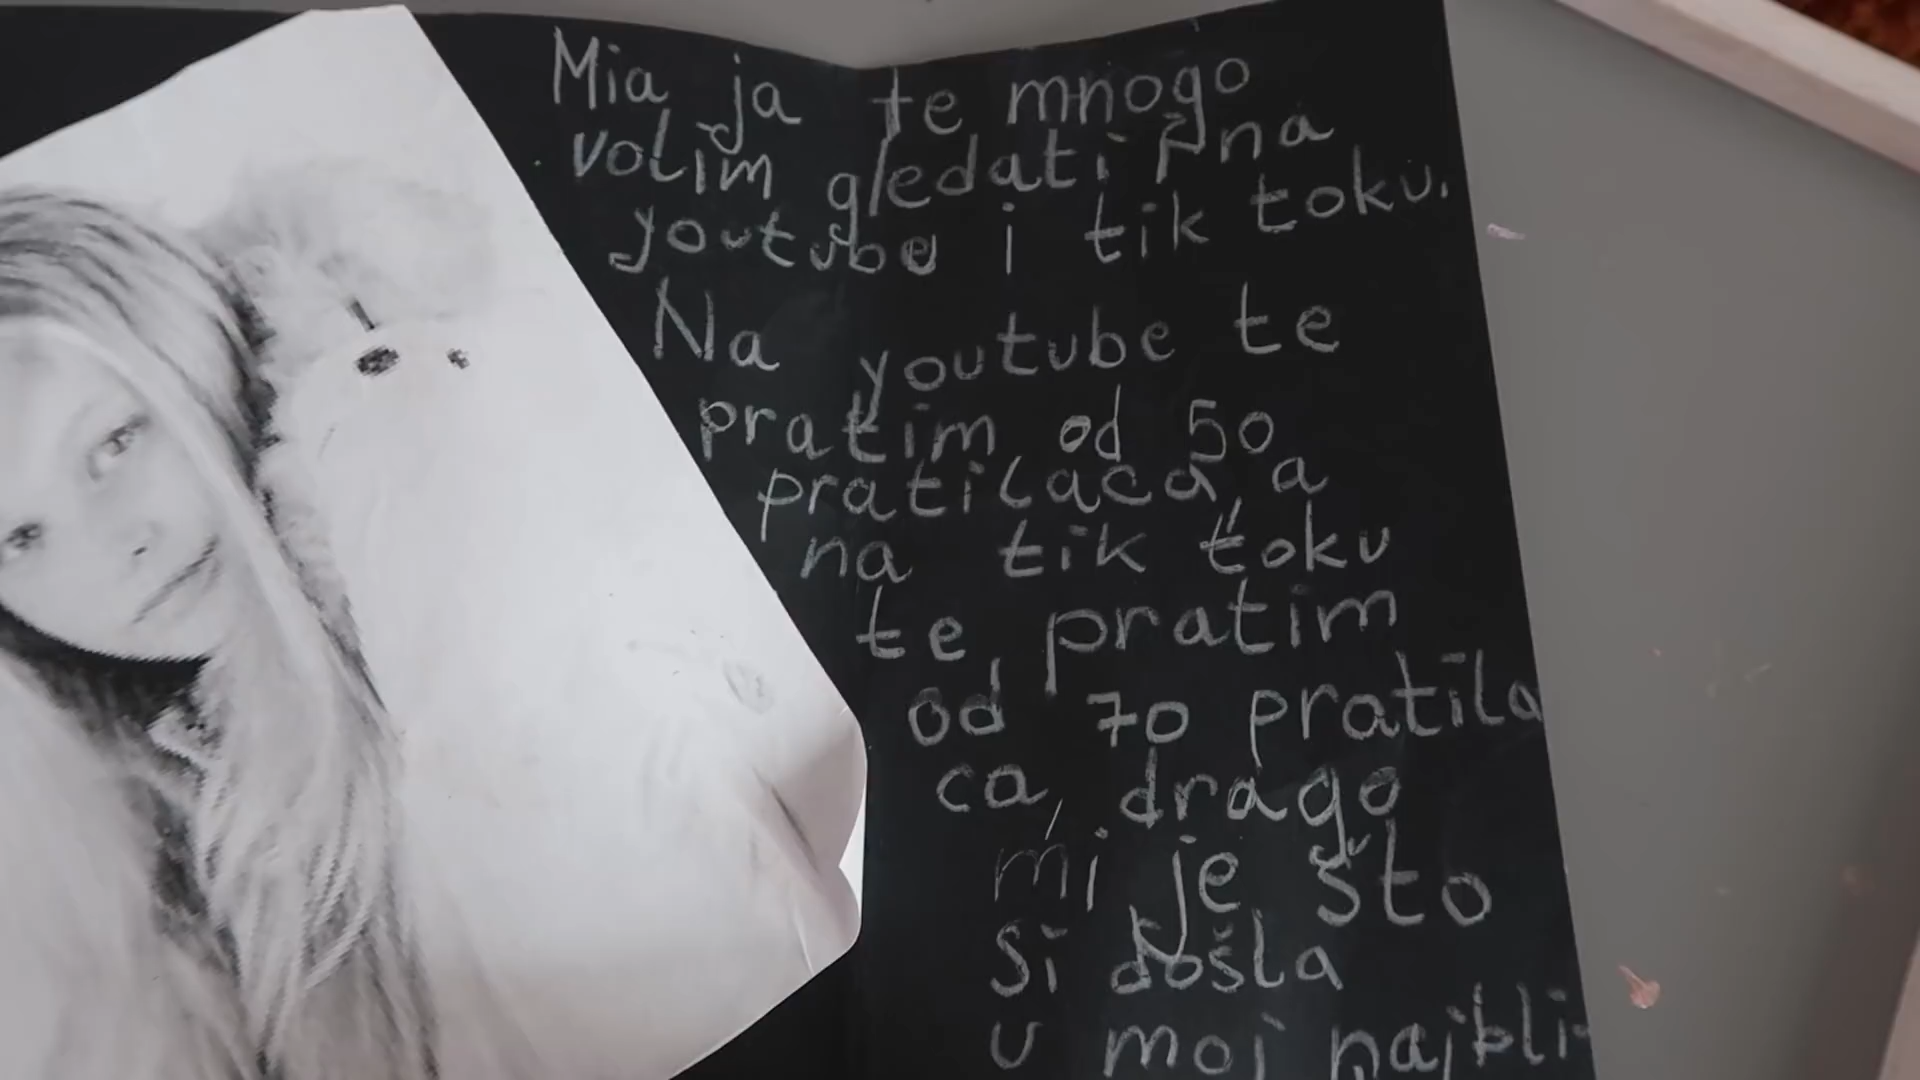 Mia ja te mnogo
volim gledati i na
youtube i tik toku.
Na youtube te
pratim od 50
pratilaca, a
na tik toku
te pratim
od 70 pratila
ca, drago
mi je što
si došla
u moj najbli-